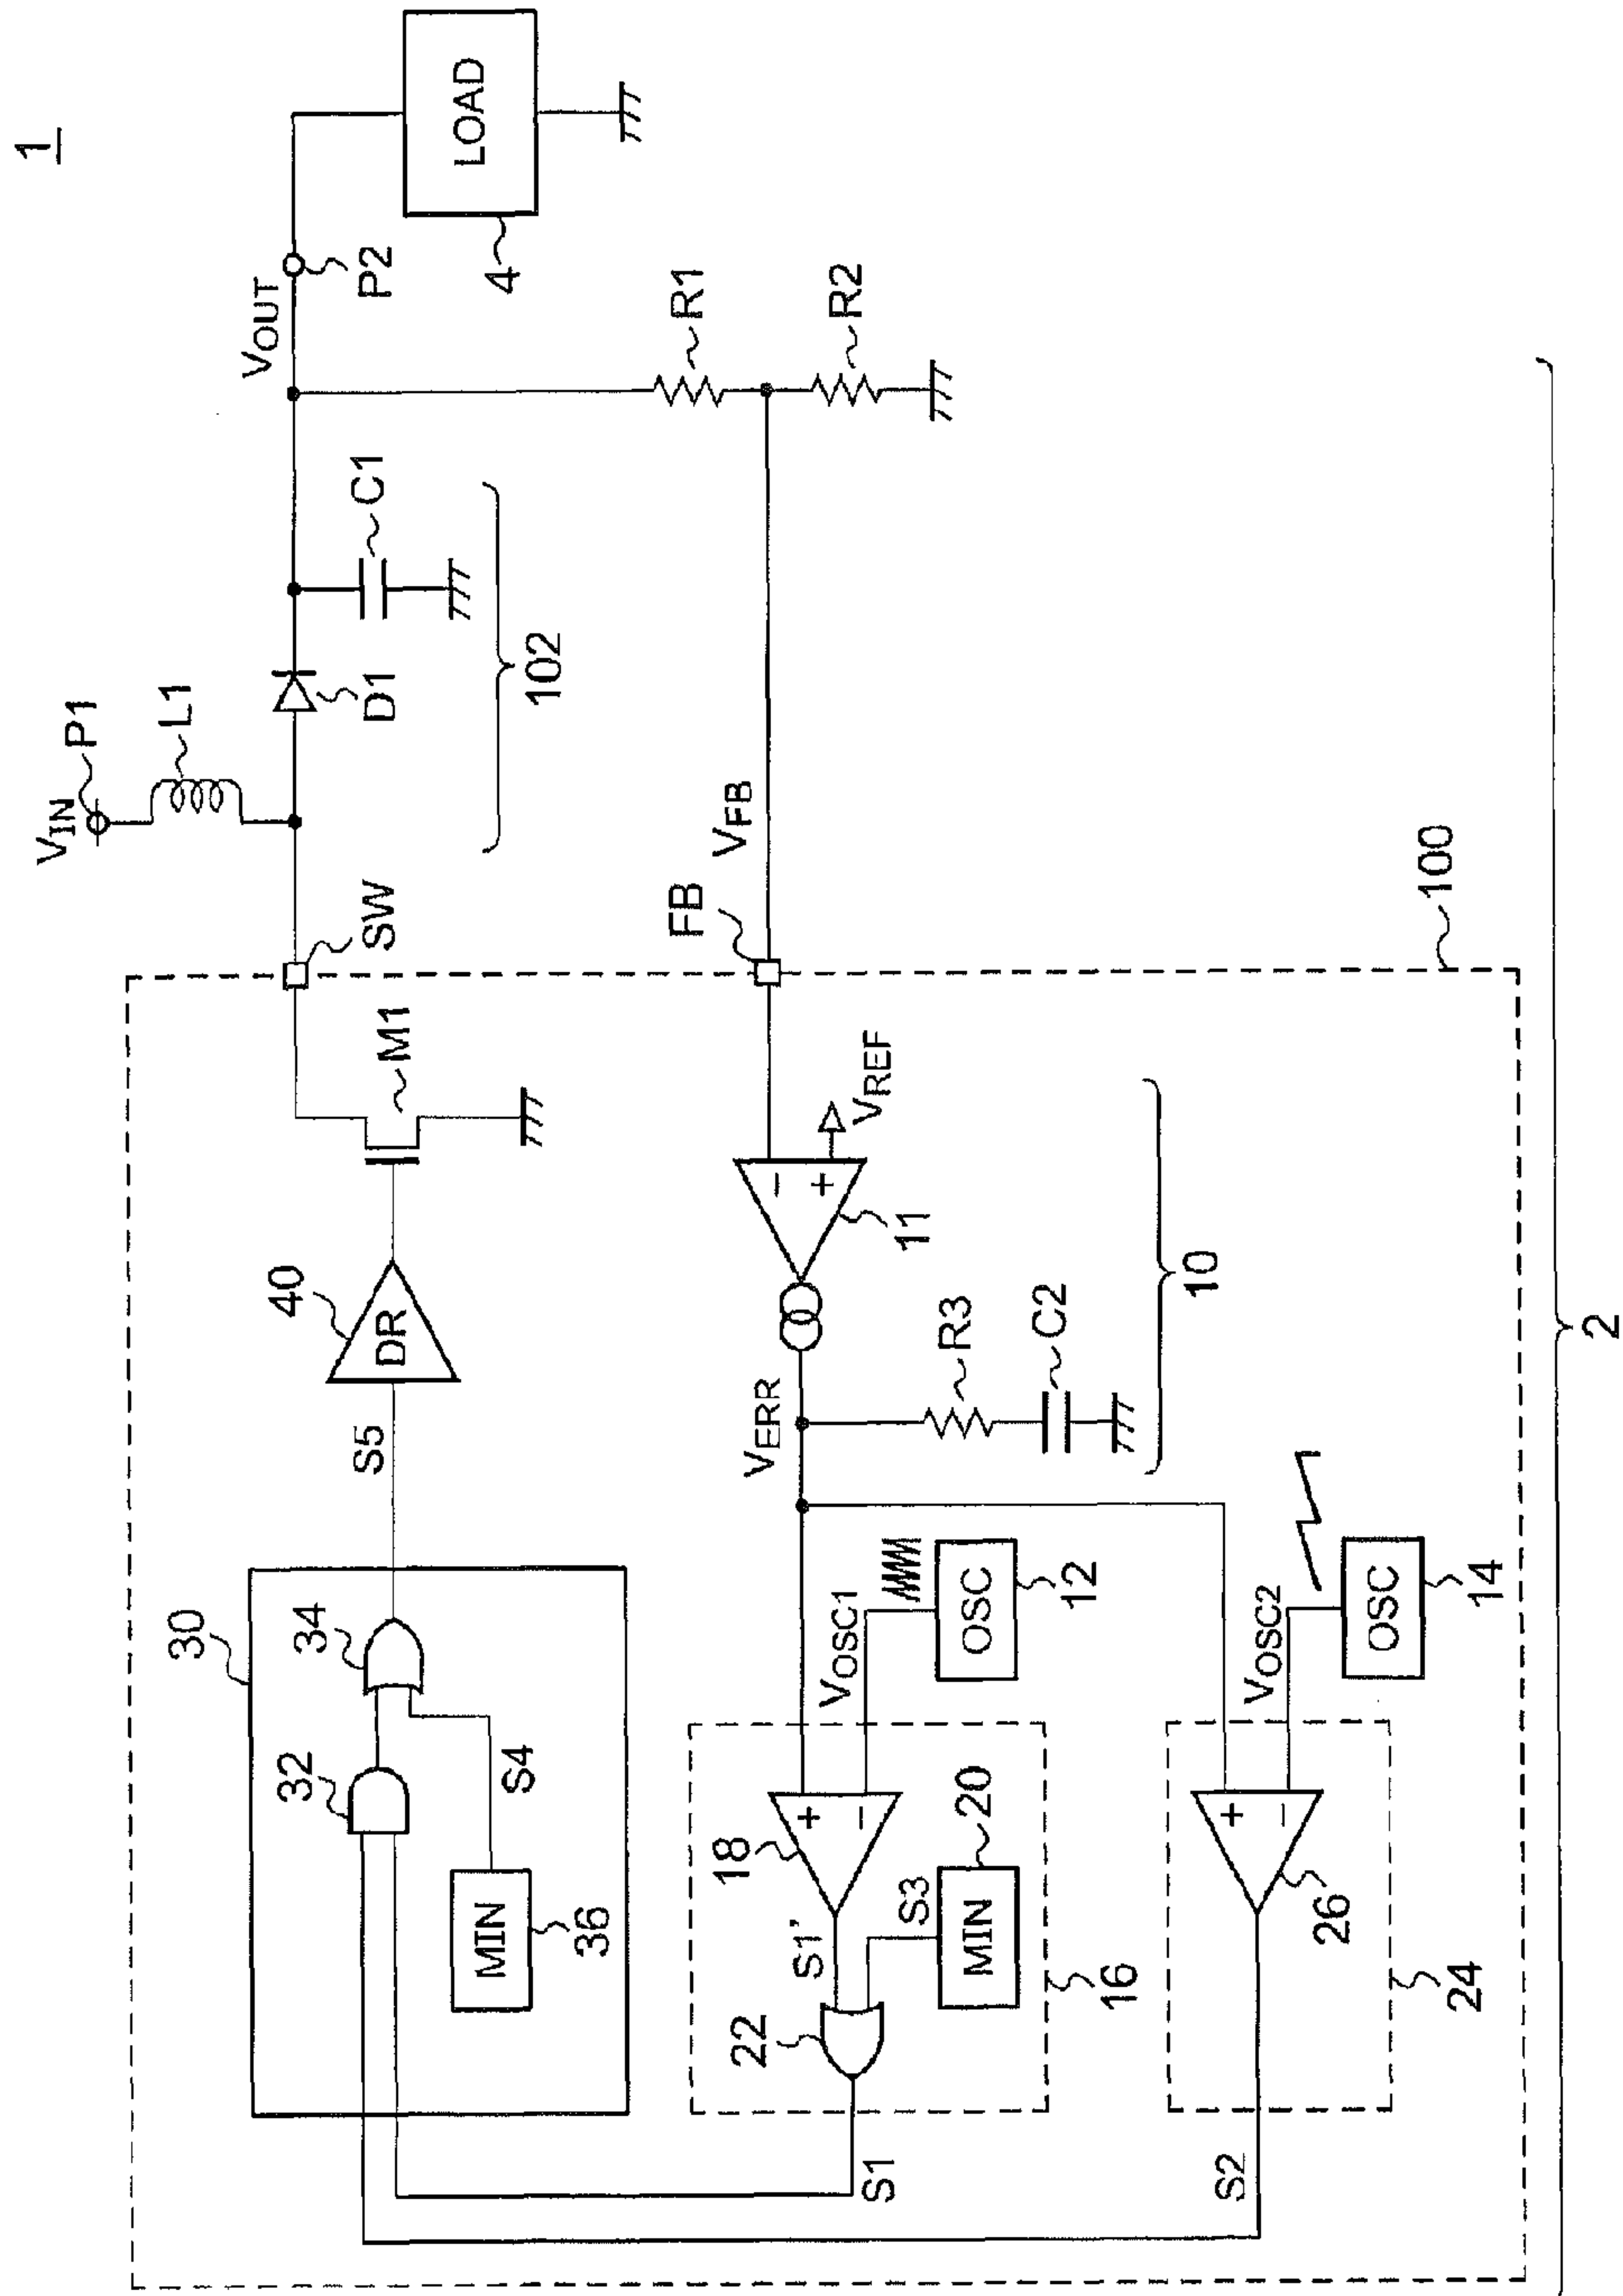 1
VIN
P1
L1
VOUT
P2
LOAD
4
D1
C1
102
R1
R2
SW
M1
40
DR
S5
30
34
32
S4
MIN
36
FB
VFB
VREF
- +
11
10
VERR
R3
C2
VOSC1
OSC
12
+ -
18
S1'
S3
MIN
20
22
16
S1
VOSC2
OSC
14
+ -
26
24
S2
100
2